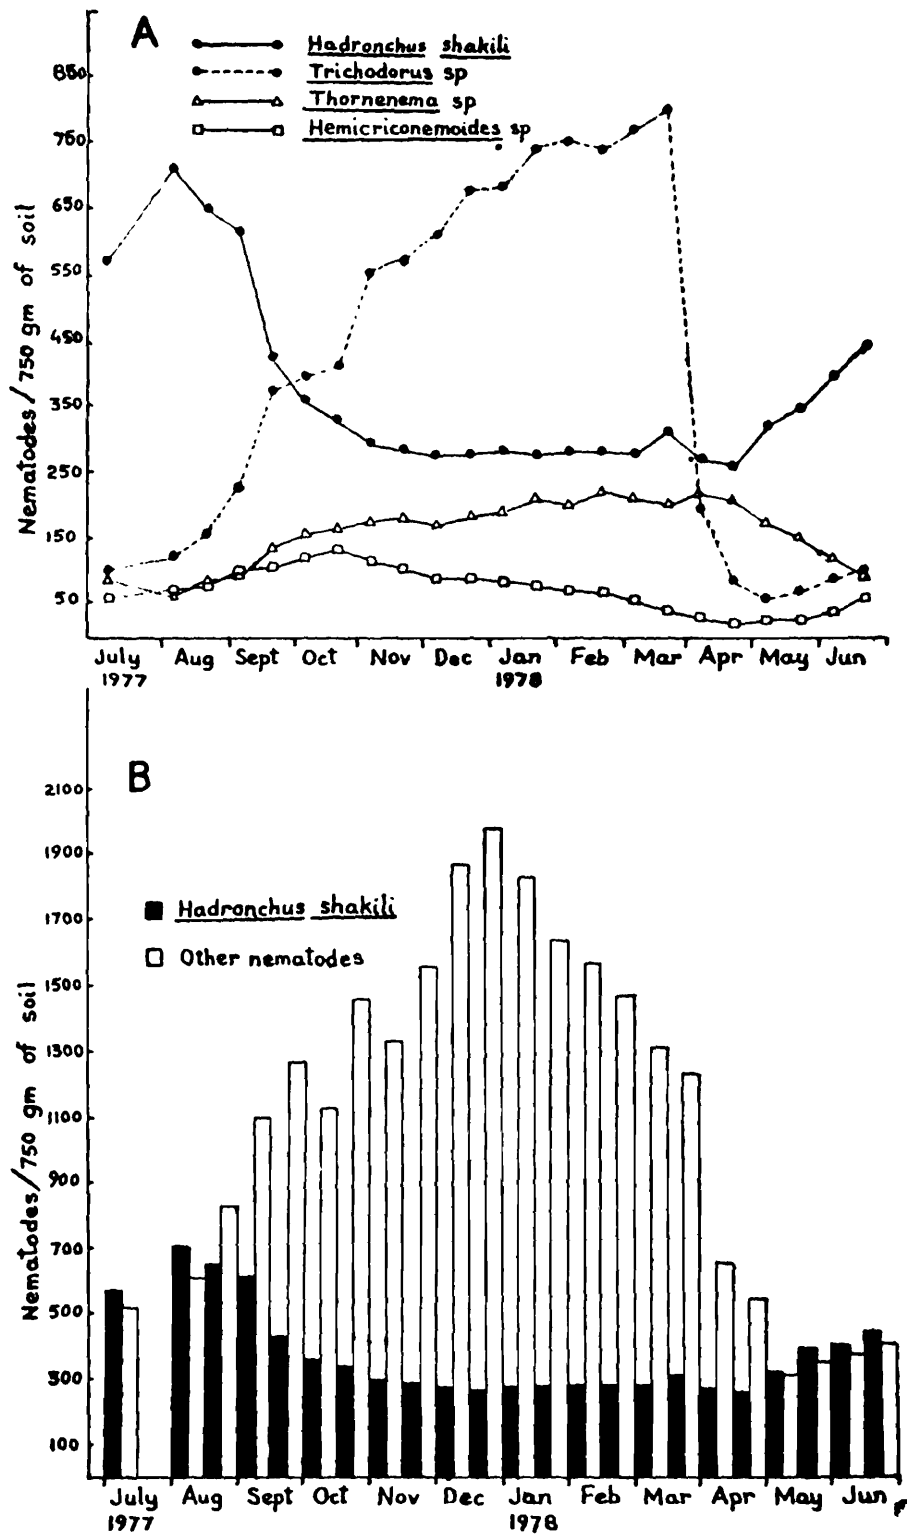 A
Hadronchus shakili
Trichodorus sp
Thornenema sp
Hemicriconemoides sp
850
750
650
550
450
350
250
150
50
Nematodes/750 gm of soil
July Aug Sept Oct Nov Dec Jan Feb Mar Apr May Jun
1977 1978
B
2100
1900
1700
1500
1300
1100
900
700
500
300
100
Hadronchus shakili
Other nematodes
Nematodes/750 gm of soil
July Aug Sept Oct Nov Dec Jan Feb Mar Apr May Jun
1977 1978